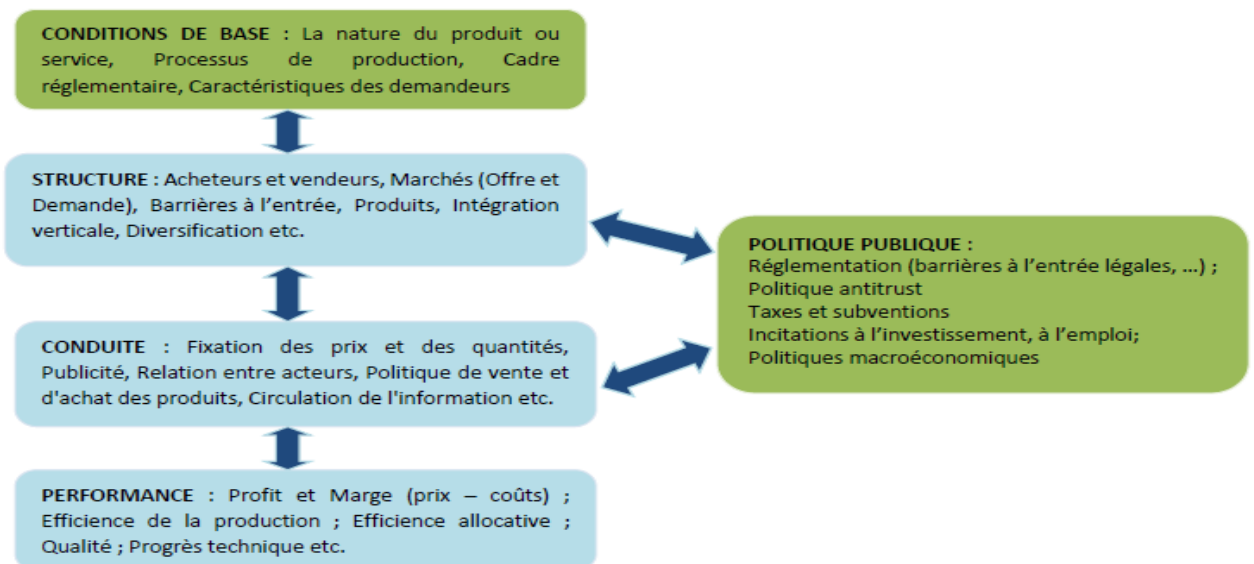 CONDITIONS DE BASE : La nature du produit ou
service, Processus de production, Cadre
réglementaire, Caractéristiques des demandeurs
STRUCTURE : Acheteurs et vendeurs, Marchés (Offre et
Demande), Barrières à l'entrée, Produits, Intégration
verticale, Diversification etc.
POLITIQUE PUBLIQUE :
Réglementation (barrières à l'entrée légales, …) ;
Politique antitrust
Taxes et subventions
Incitations à l'investissement, à l'emploi;
Politiques macroéconomiques
CONDUITE : Fixation des prix et des quantités,
Publicité, Relation entre acteurs, Politique de vente et
d'achat des produits, Circulation de l'information etc.
PERFORMANCE : Profit et Marge (prix – coûts) ;
Efficience de la production ; Efficience allocative ;
Qualité ; Progrès technique etc.